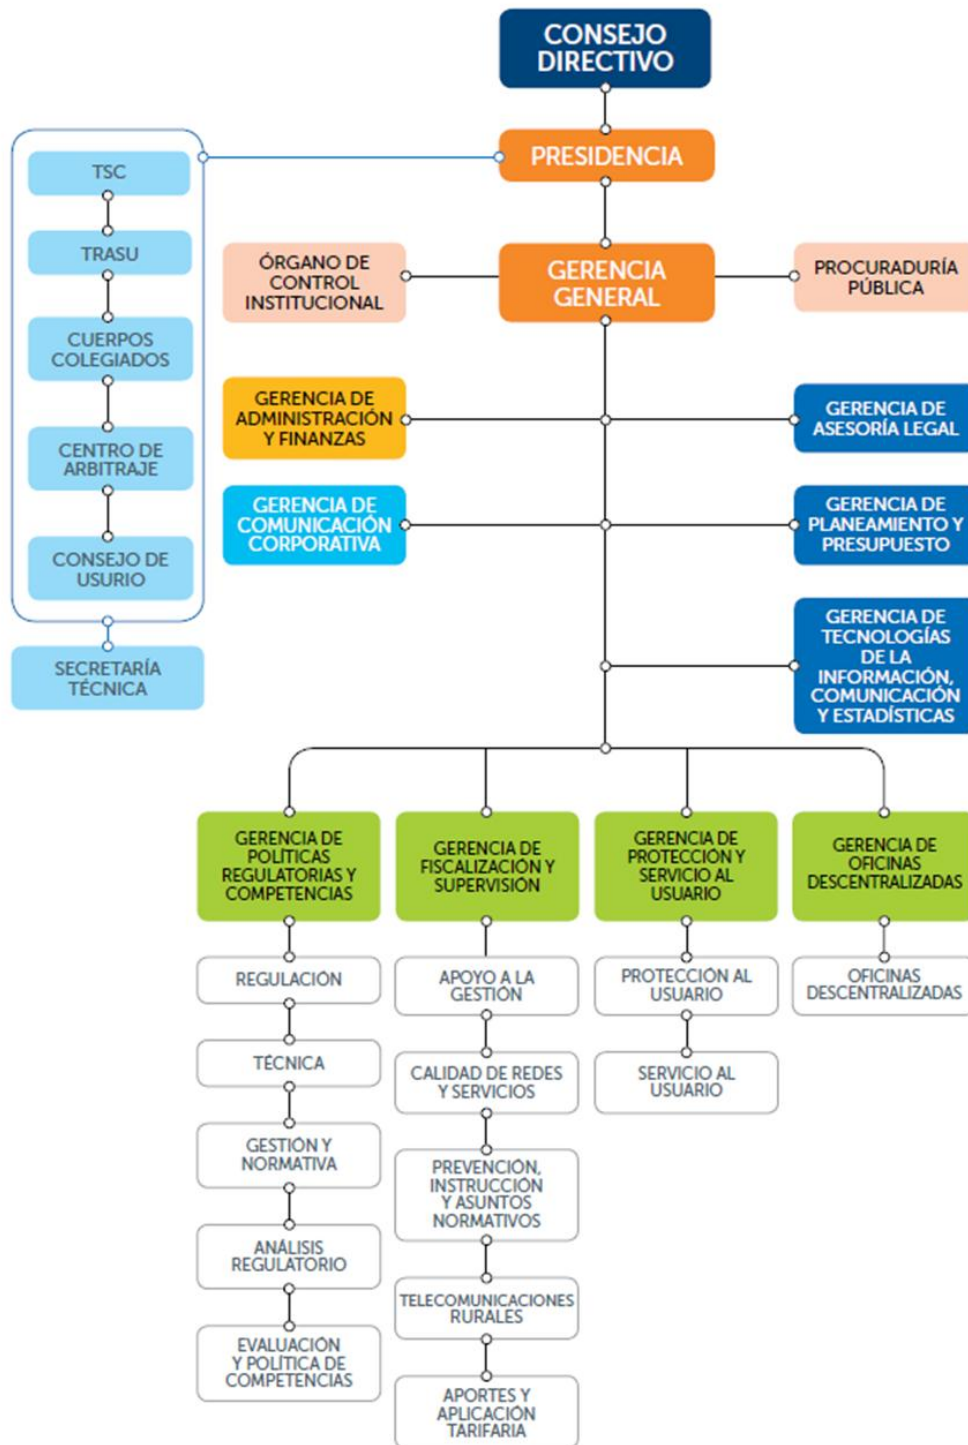 CONSEJO
DIRECTIVO
PRESIDENCIA
TSC
TRASU
CUERPOS
COLEGIADOS
CENTRO DE
ARBITRAJE
CONSEJO DE
USURIO
SECRETARÍA
TÉCNICA
ÓRGANO DE
CONTROL
INSTITUCIONAL
GERENCIA
GENERAL
PROCURADURÍA
PÚBLICA
GERENCIA DE
ADMINISTRACIÓN
Y FINANZAS
GERENCIA DE
ASESORÍA LEGAL
GERENCIA DE
COMUNICACIÓN
CORPORATIVA
GERENCIA DE
PLANEAMIENTO Y
PRESUPUESTO
GERENCIA DE
TECNOLOGÍAS
DE LA
INFORMACIÓN,
COMUNICACIÓN
Y ESTADÍSTICAS
GERENCIA DE
POLÍTICAS
REGULATORIAS Y
COMPETENCIAS
REGULACIÓN
TÉCNICA
GESTIÓN Y
NORMATIVA
ANÁLISIS
REGULATORIO
EVALUACIÓN
Y POLÍTICA DE
COMPETENCIAS
GERENCIA DE
FISCALIZACIÓN Y
SUPERVISIÓN
APOYO A LA
GESTIÓN
CALIDAD DE REDES
Y SERVICIOS
PREVENCIÓN,
INSTRUCCIÓN
Y ASUNTOS
NORMATIVOS
TELECOMUNICACIONES
RURALES
APORTES Y
APLICACIÓN
TARIFARIA
GERENCIA DE
PROTECCIÓN Y
SERVICIO AL
USUARIO
PROTECCIÓN AL
USUARIO
SERVICIO AL
USUARIO
GERENCIA DE
OFICINAS
DESCENTRALIZADAS
OFICINAS
DESCENTRALIZADAS